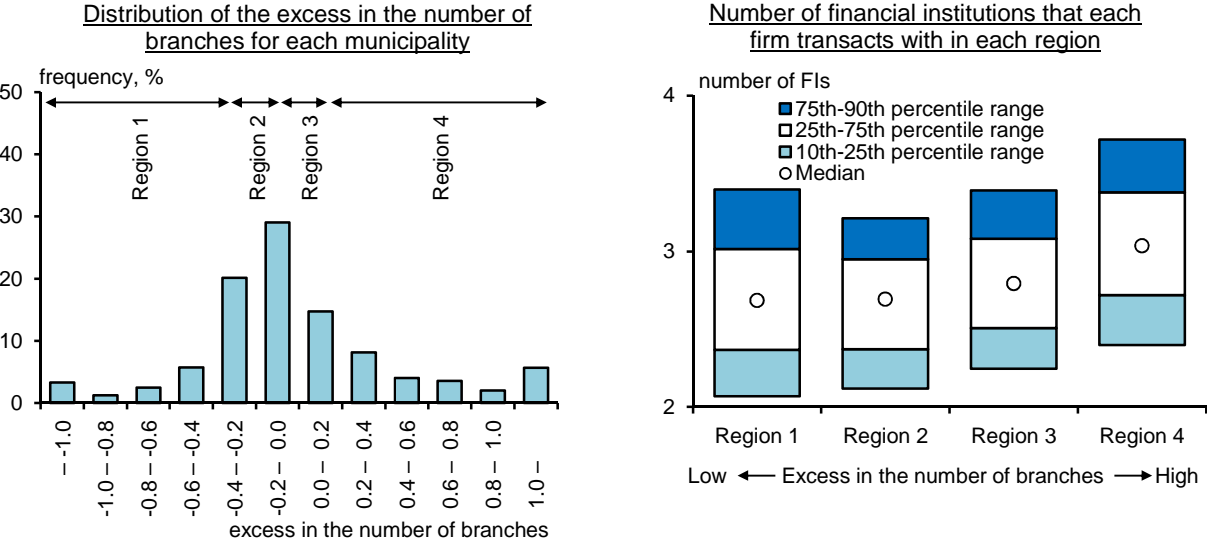 Distribution of the excess in the number of
branches for each municipality
frequency, %
50
40
30
20
10
0
Region 1
Region 2
Region 3
Region 4
– -1.0
-1.0 – -0.8
-0.8 – -0.6
-0.6 – -0.4
-0.4 – -0.2
-0.2 – 0.0
0.0 – 0.2
0.2 – 0.4
0.4 – 0.6
0.6 – 0.8
0.8 – 1.0
1.0 –
excess in the number of branches
Number of financial institutions that each
firm transacts with in each region
number of FIs
4
3
2
75th-90th percentile range
25th-75th percentile range
10th-25th percentile range
Median
Region 1
Region 2
Region 3
Region 4
Low Excess in the number of branches High